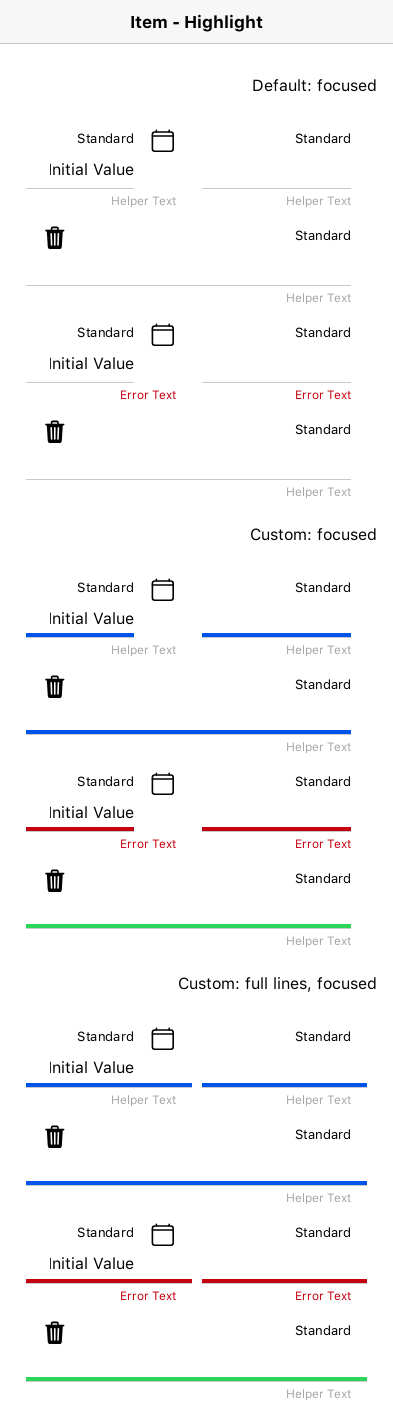 Item - Highlight
Default: focused
Standard Standard
Initial Value
Helper Text Helper Text
Standard
Helper Text
Standard Standard
Initial Value
Error Text Error Text
Standard
Helper Text
Custom: focused
Standard Standard
Initial Value
Helper Text Helper Text
Standard
Helper Text
Standard Standard
Initial Value
Error Text Error Text
Standard
Helper Text
Custom: full lines, focused
Standard Standard
Initial Value
Helper Text Helper Text
Standard
Helper Text
Standard Standard
Initial Value
Error Text Error Text
Standard
Helper Text